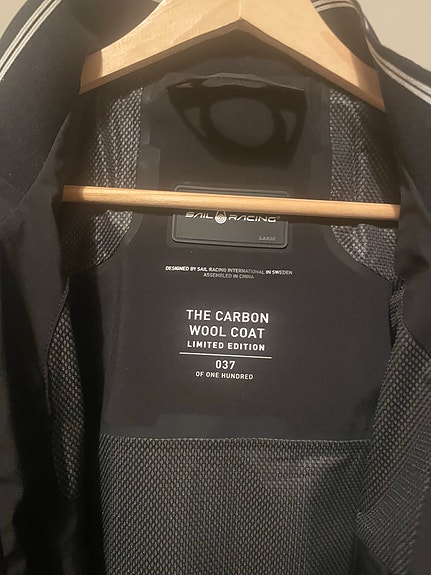 SAIL RACING®
LARGE
DESIGNED BY SAIL RACING INTERNATIONAL IN SWEDEN
ASSEMBLED IN CHINA
THE CARBON
WOOL COAT
LIMITED EDITION
037
OF ONE HUNDRED